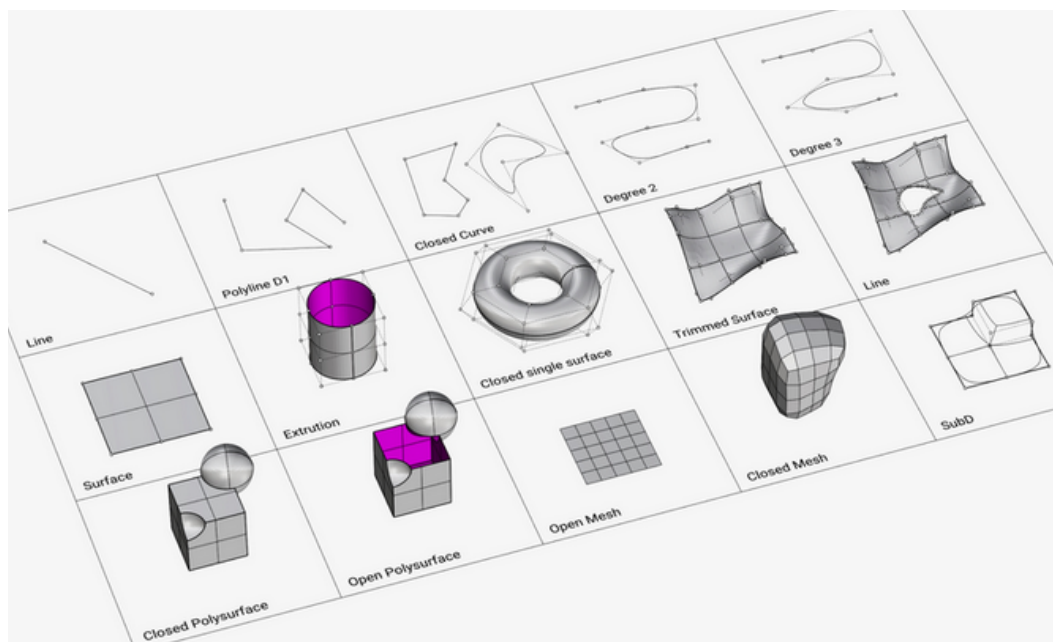 Line
Polyline D1
Closed Curve
Degree 2
Degree 3
Surface
Extrution
Closed single surface
Trimmed Surface
Line
Closed Polysurface
Open Polysurface
Open Mesh
Closed Mesh
SubD